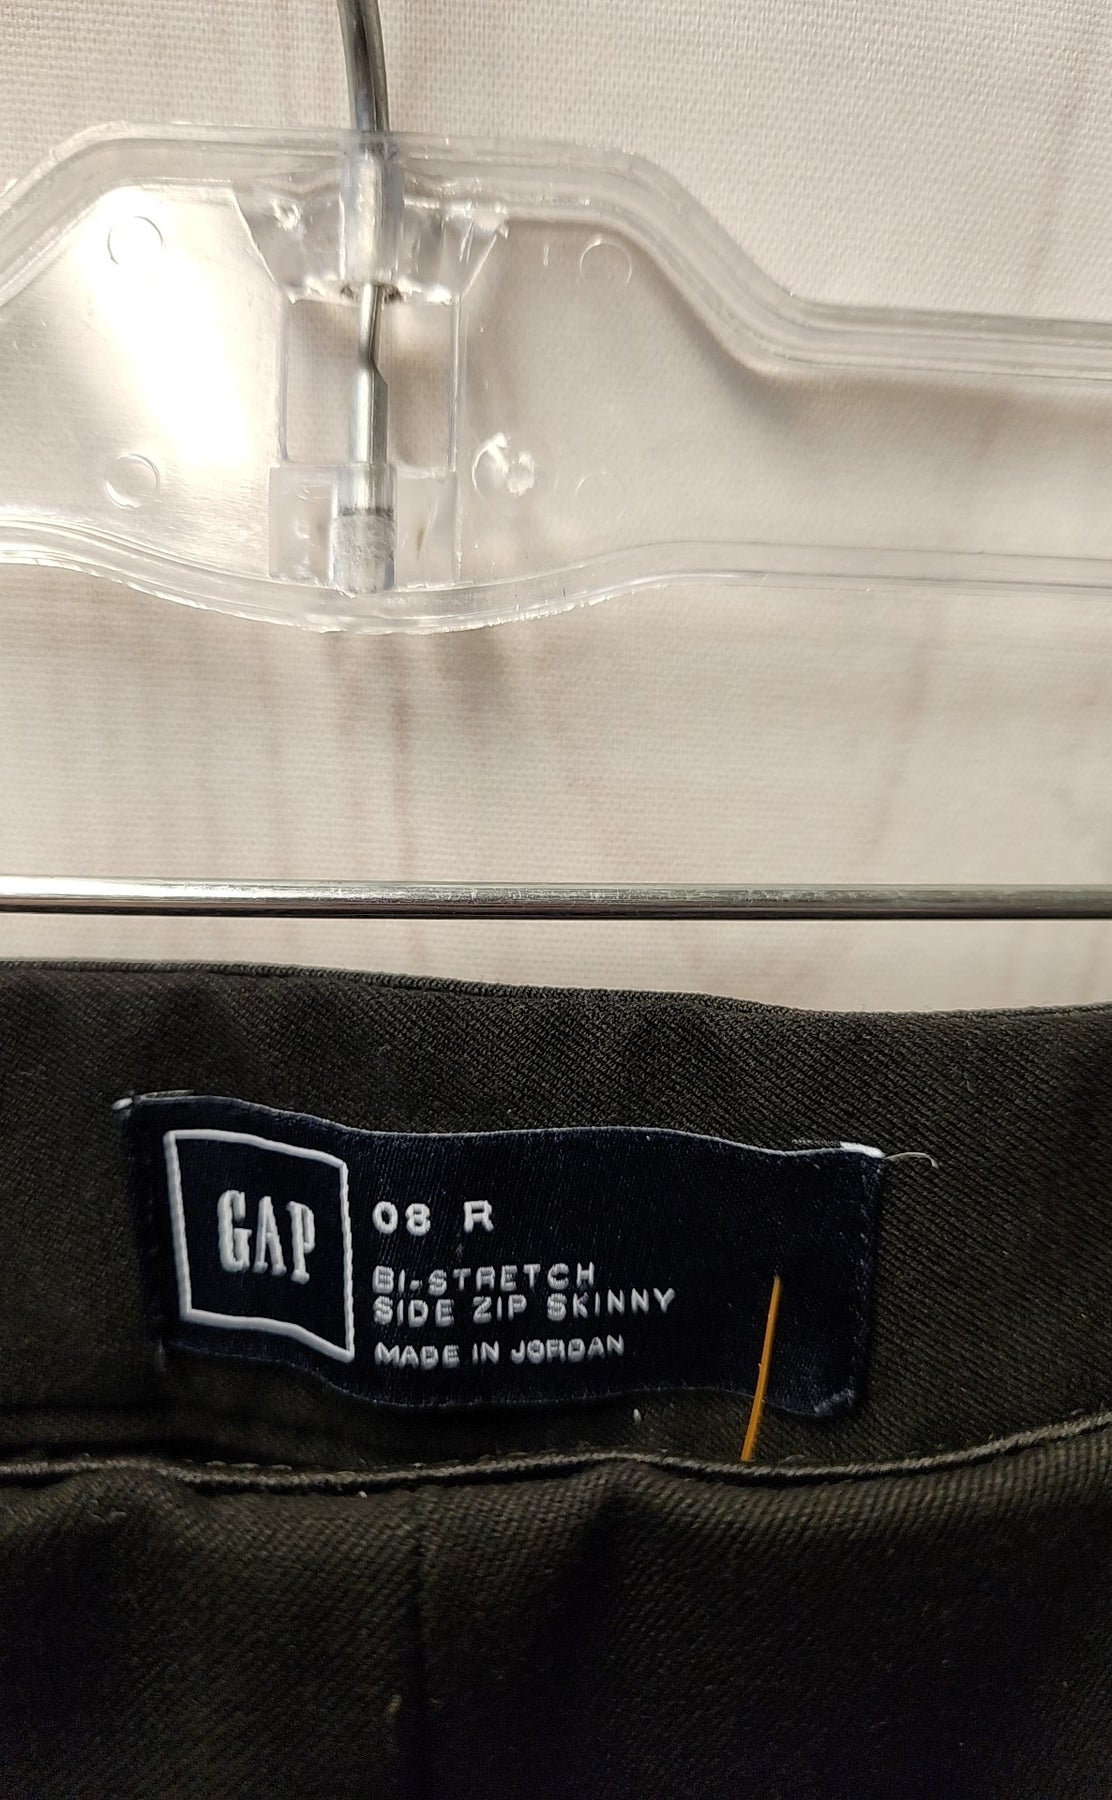 GAP
08 R
BI-STRETCH
SIDE ZIP SKINNY
MADE IN JORDAN